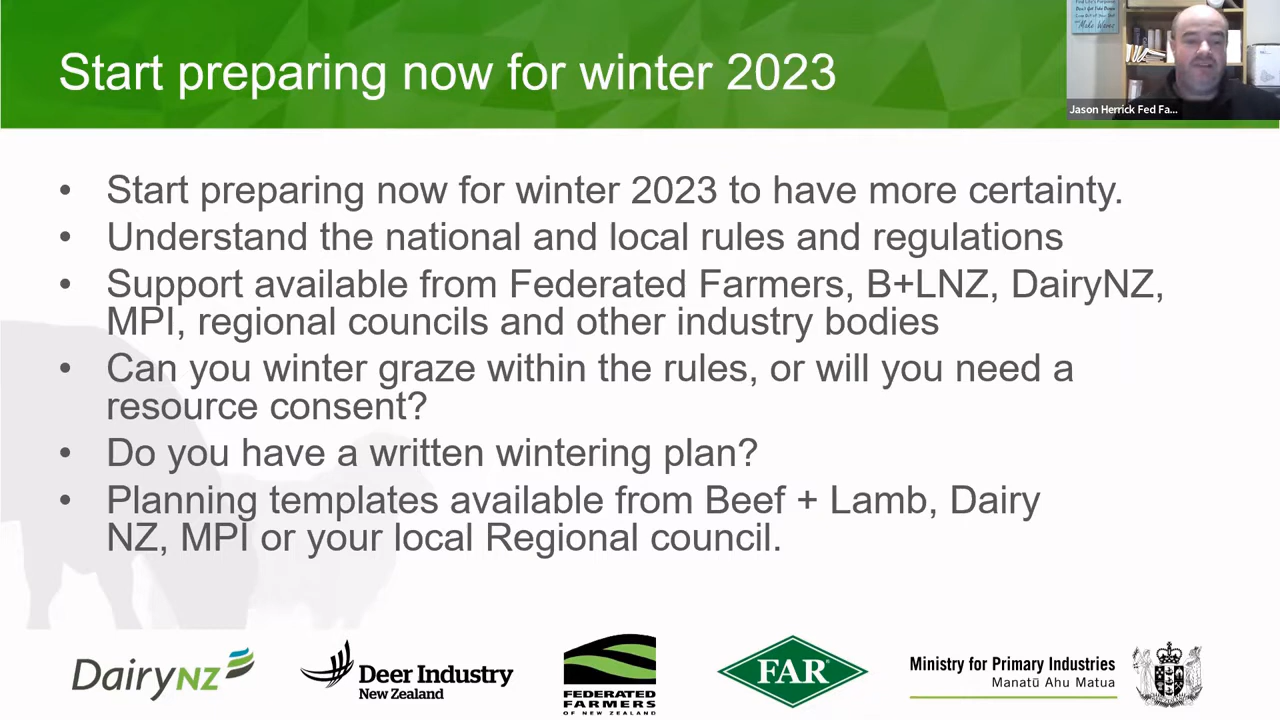 Start preparing now for winter 2023
Make Waves
Jason Herrick Fed Fa...
• Start preparing now for winter 2023 to have more certainty.
• Understand the national and local rules and regulations
• Support available from Federated Farmers, B+LNZ, DairyNZ,
MPI, regional councils and other industry bodies
• Can you winter graze within the rules, or will you need a
resource consent?
• Do you have a written wintering plan?
• Planning templates available from Beef + Lamb, Dairy
NZ, MPI or your local Regional council.
DairyNZ
Deer Industry
New Zealand
FEDERATED
FARMERS
OF NEW ZEALAND
FAR®
Ministry for Primary Industries
Manatū Ahu Matua